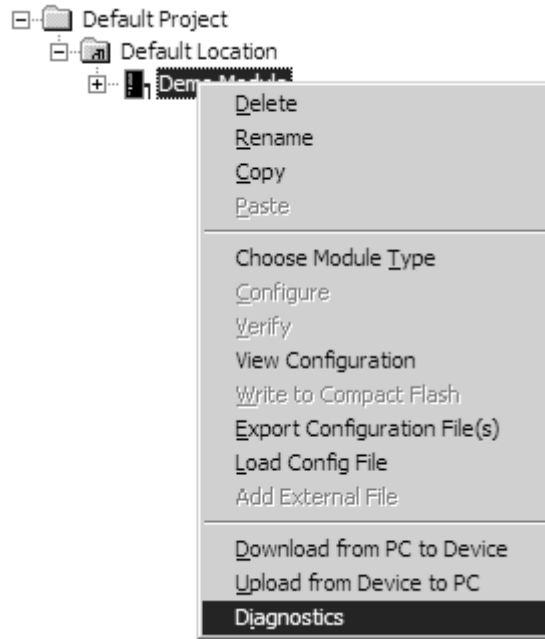 Default Project
Default Location
Demo Module
Delete
Rename
Copy
Paste
Choose Module Type
Configure
Verify
View Configuration
Write to Compact Flash
Export Configuration File(s)
Load Config File
Add External File
Download from PC to Device
Upload from Device to PC
Diagnostics